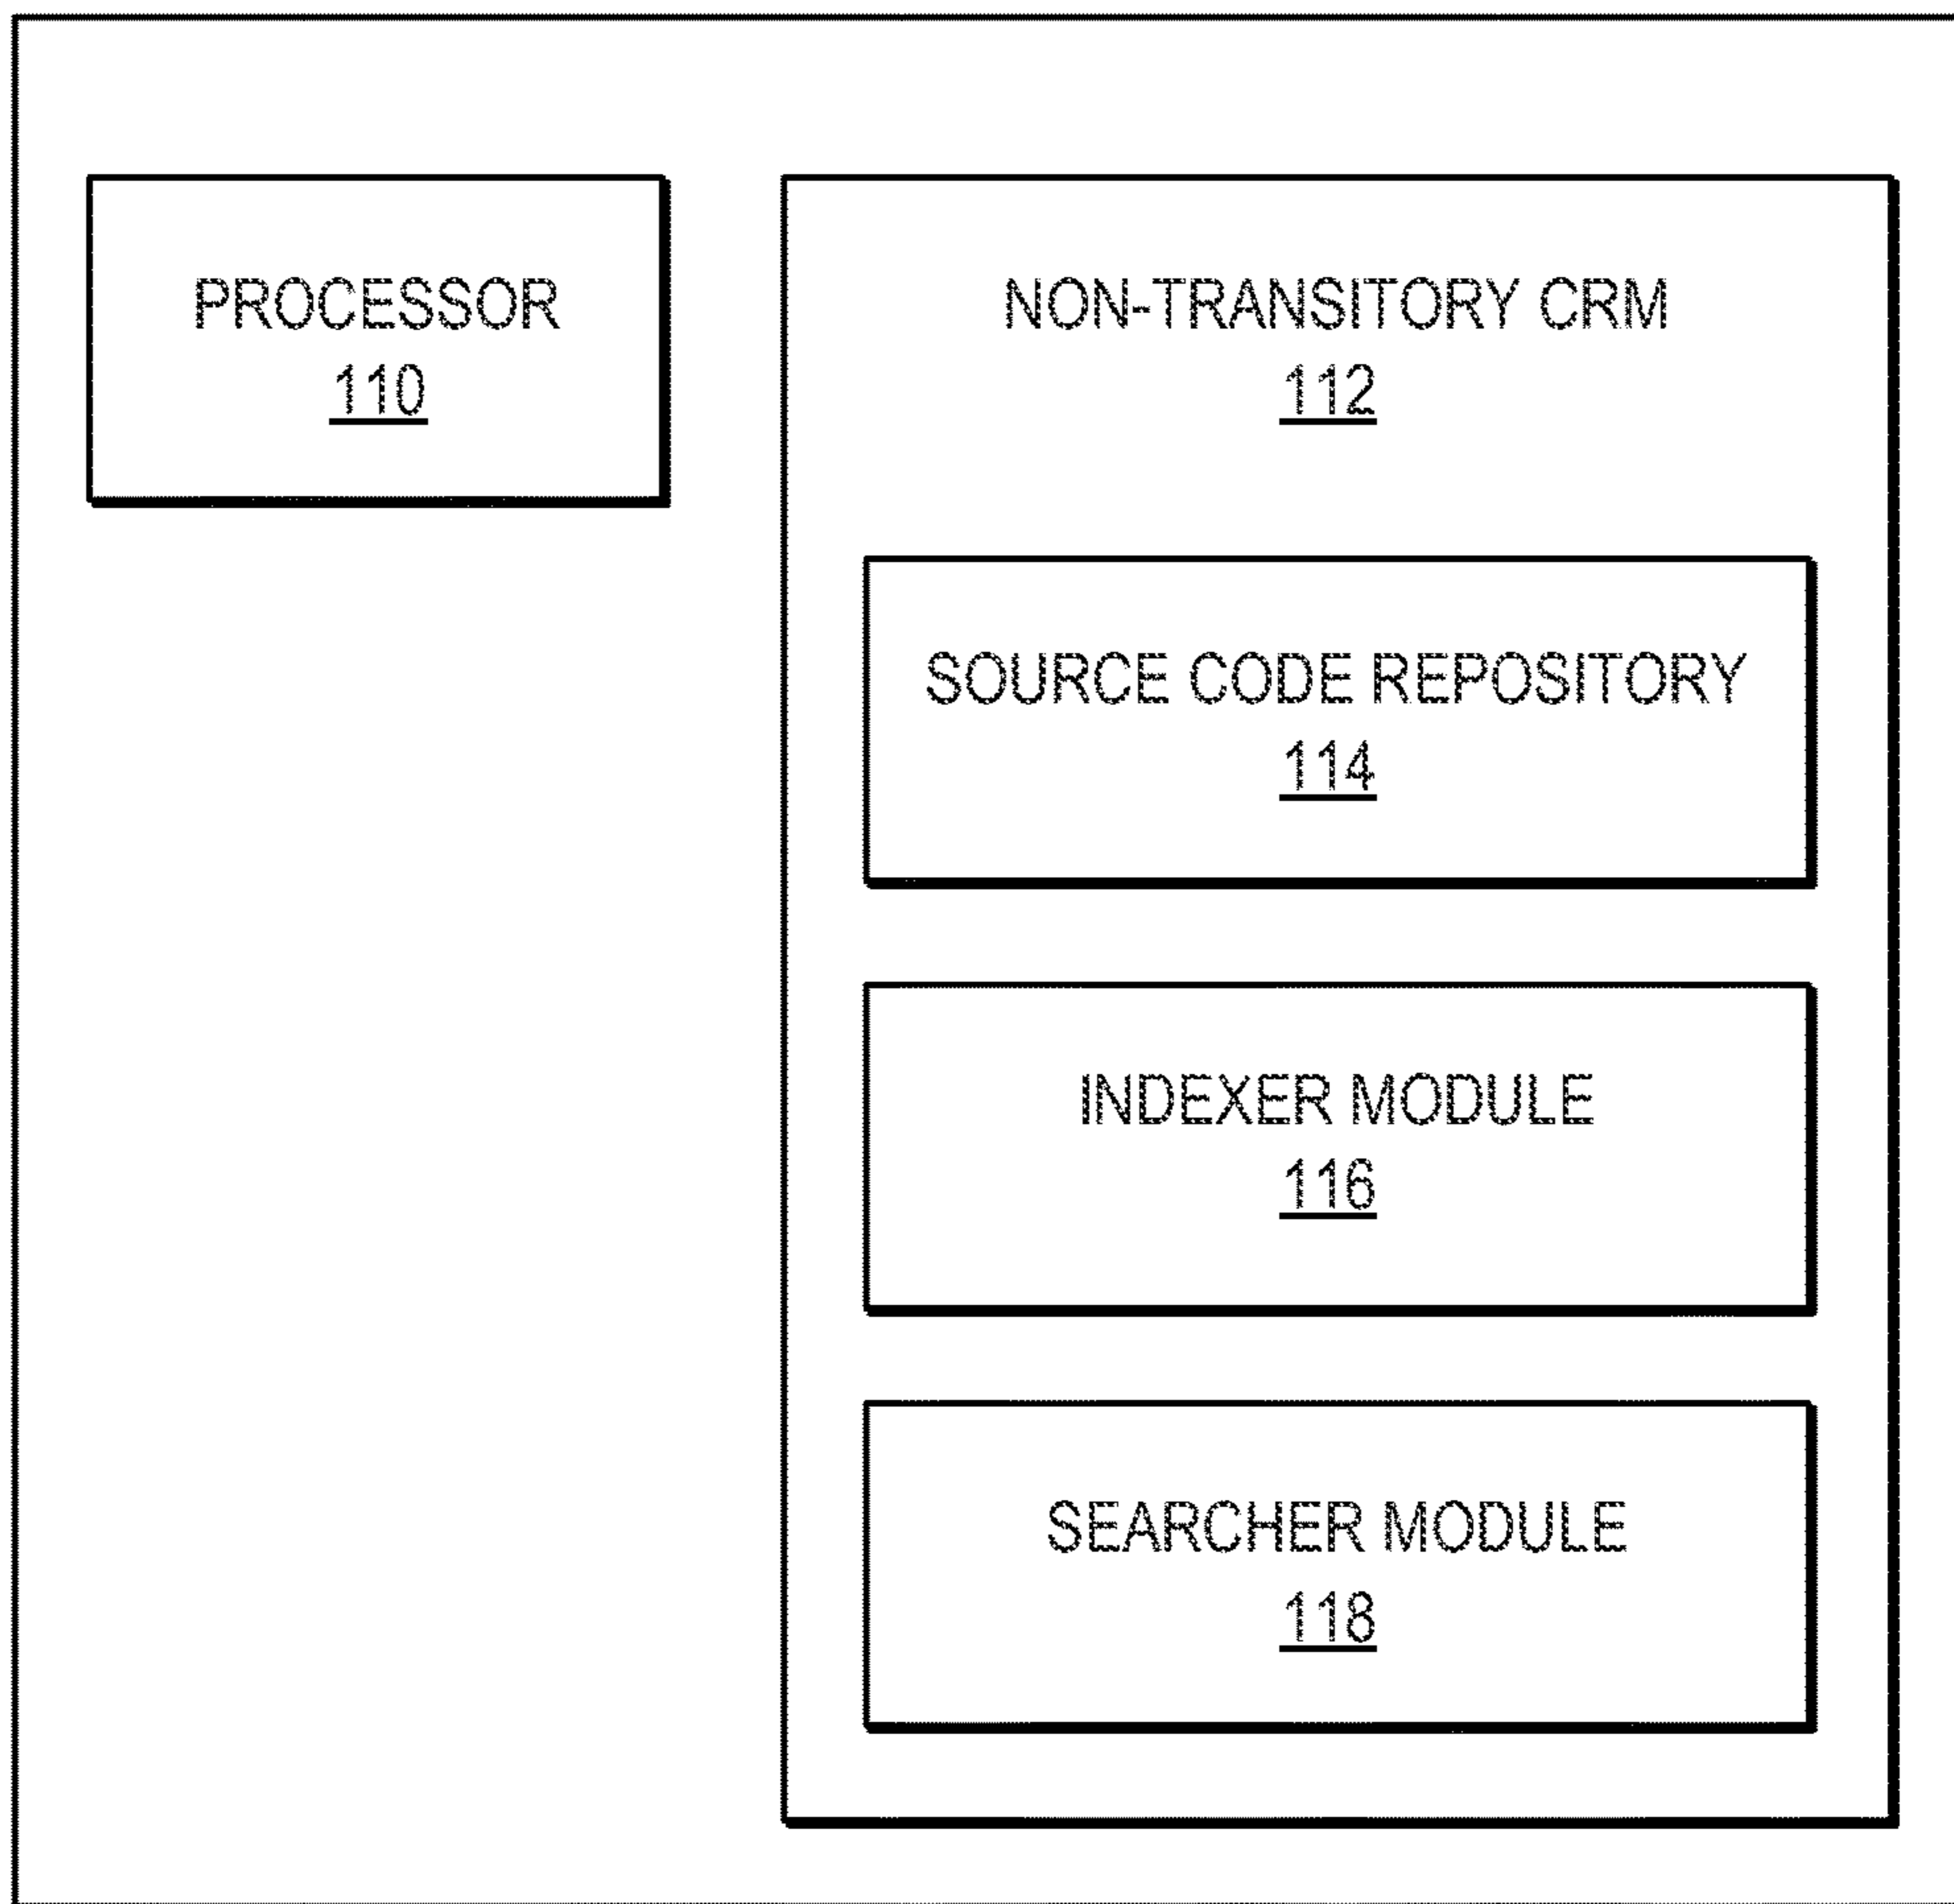 PROCESSOR
110
NON-TRANSITORY CRM
112
SOURCE CODE REPOSITORY
114
INDEXER MODULE
116
SEARCHER MODULE
118